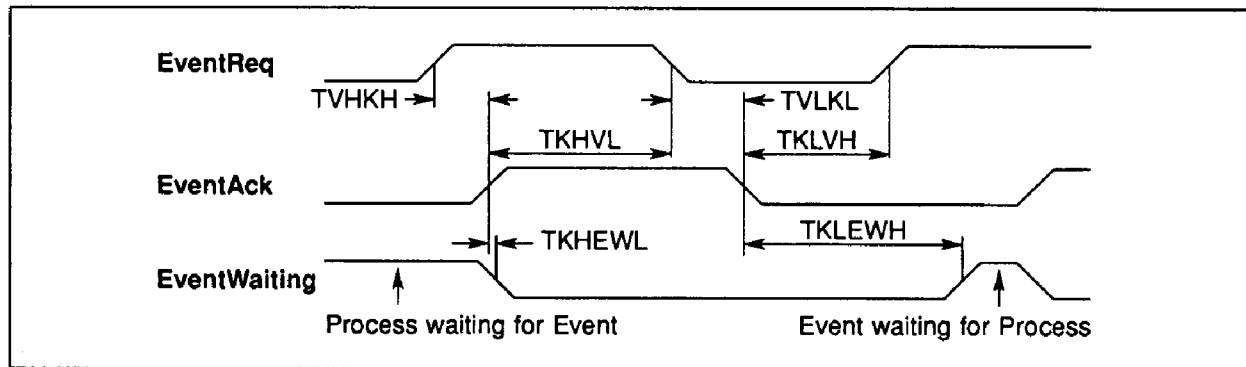 EventReq
TVHKH
TVLKL
TKHVL
TKLVH
EventAck
TKHEWL
TKLEWH
EventWaiting
Process waiting for Event
Event waiting for Process